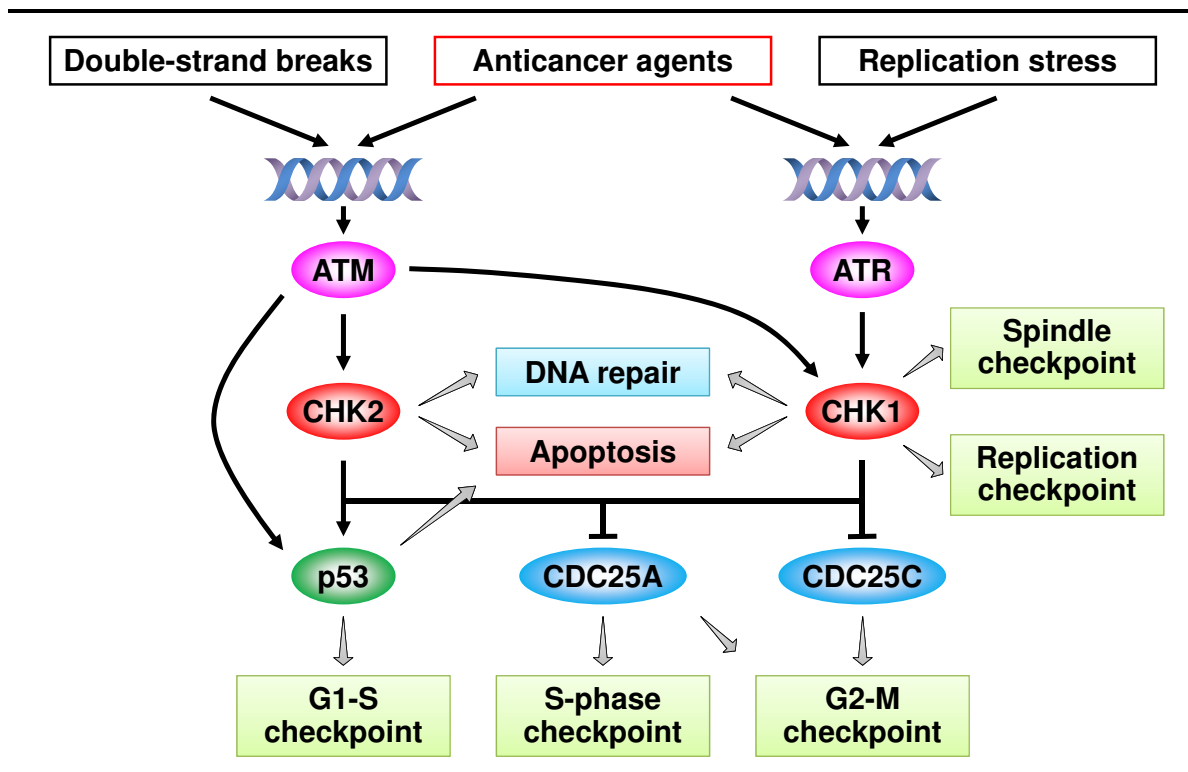 Double-strand breaks
Anticancer agents
Replication stress
ATM
ATR
Spindle
checkpoint
DNA repair
CHK2
CHK1
Apoptosis
Replication
checkpoint
p53
CDC25A
CDC25C
G1-S
checkpoint
S-phase
checkpoint
G2-M
checkpoint